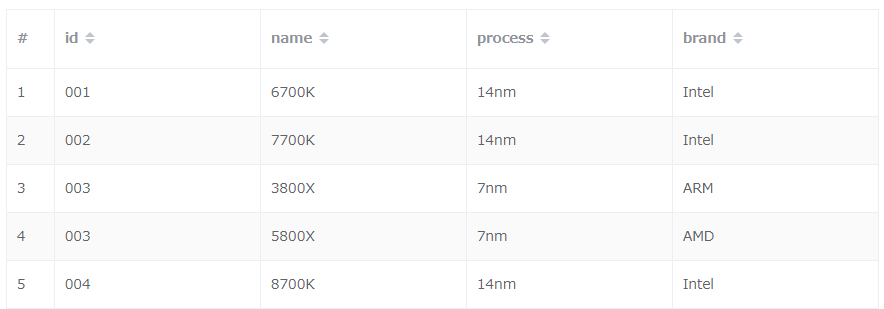 # id name process brand
1 001 6700K 14nm Intel
2 002 7700K 14nm Intel
3 003 3800X 7nm ARM
4 003 5800X 7nm AMD
5 004 8700K 14nm Intel